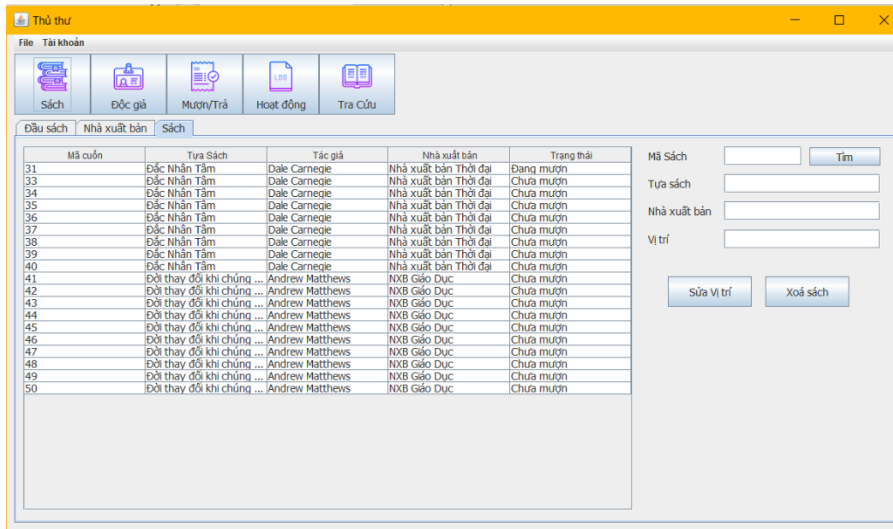 Thủ thư
File Tài khoản
LOG
Sách Độc giả Mượn/Trả Hoạt động Tra Cứu
Đầu sách Nhà xuất bản Sách
Mã cuốn Tựa Sách Tác giả Nhà xuất bản Trạng thái
31 Đắc Nhân Tâm Dale Carnegie Nhà xuất bản Thời đại Đang mượn
33 Đắc Nhân Tâm Dale Carnegie Nhà xuất bản Thời đại Chưa mượn
34 Đắc Nhân Tâm Dale Carnegie Nhà xuất bản Thời đại Chưa mượn
35 Đắc Nhân Tâm Dale Carnegie Nhà xuất bản Thời đại Chưa mượn
36 Đắc Nhân Tâm Dale Carnegie Nhà xuất bản Thời đại Chưa mượn
37 Đắc Nhân Tâm Dale Carnegie Nhà xuất bản Thời đại Chưa mượn
38 Đắc Nhân Tâm Dale Carnegie Nhà xuất bản Thời đại Chưa mượn
39 Đắc Nhân Tâm Dale Carnegie Nhà xuất bản Thời đại Chưa mượn
40 Đắc Nhân Tâm Dale Carnegie Nhà xuất bản Thời đại Chưa mượn
41 Đời thay đổi khi chúng ... Andrew Matthews NXB Giáo Dục Chưa mượn
42 Đời thay đổi khi chúng ... Andrew Matthews NXB Giáo Dục Chưa mượn
43 Đời thay đổi khi chúng ... Andrew Matthews NXB Giáo Dục Chưa mượn
44 Đời thay đổi khi chúng ... Andrew Matthews NXB Giáo Dục Chưa mượn
45 Đời thay đổi khi chúng ... Andrew Matthews NXB Giáo Dục Chưa mượn
46 Đời thay đổi khi chúng ... Andrew Matthews NXB Giáo Dục Chưa mượn
47 Đời thay đổi khi chúng ... Andrew Matthews NXB Giáo Dục Chưa mượn
48 Đời thay đổi khi chúng ... Andrew Matthews NXB Giáo Dục Chưa mượn
49 Đời thay đổi khi chúng ... Andrew Matthews NXB Giáo Dục Chưa mượn
50 Đời thay đổi khi chúng ... Andrew Matthews NXB Giáo Dục Chưa mượn
Mã Sách Tìm
Tựa sách
Nhà xuất bản
Vị trí
Sửa Vị trí Xoá sách